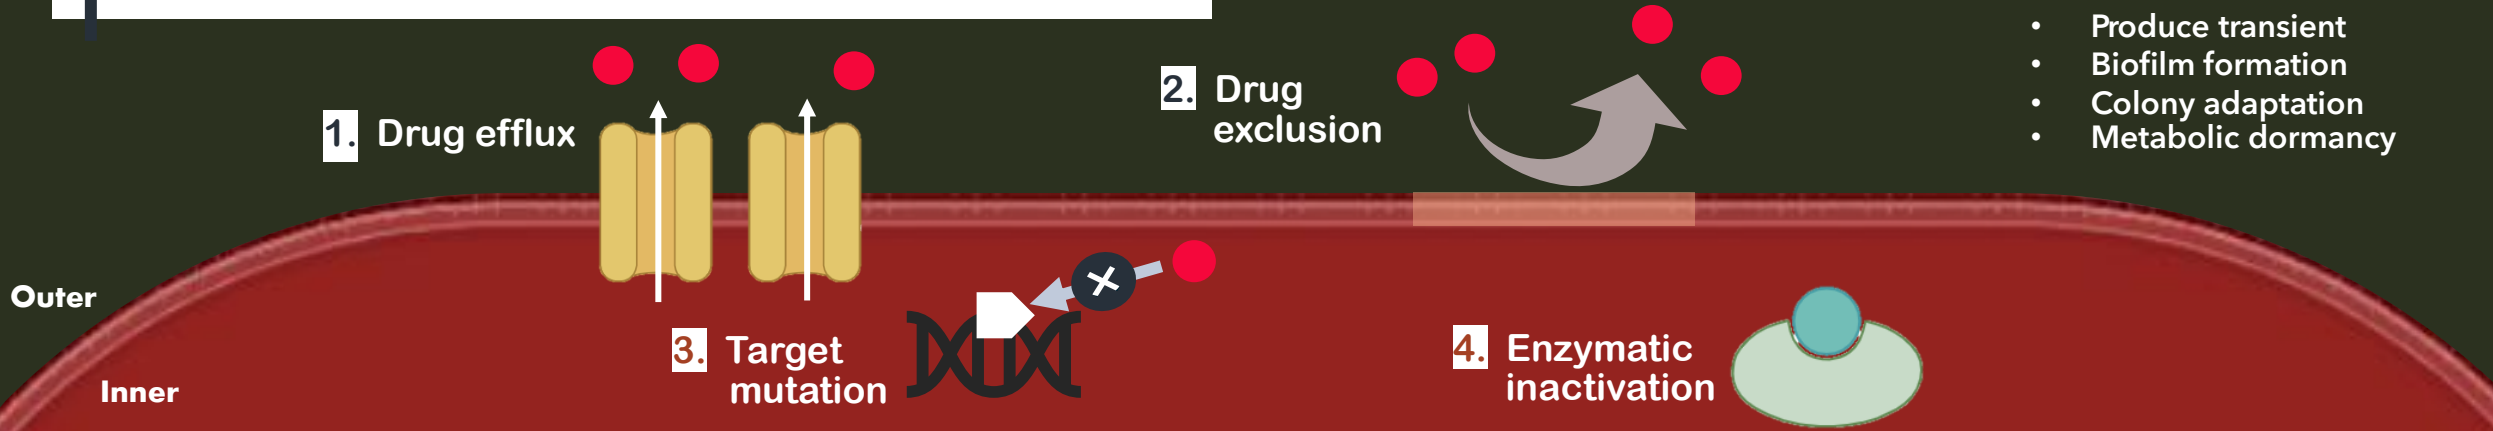 1. Drug efflux
2. Drug
exclusion
• Produce transient
• Biofilm formation
• Colony adaptation
• Metabolic dormancy
Outer
Inner
3. Target
mutation
4. Enzymatic
inactivation